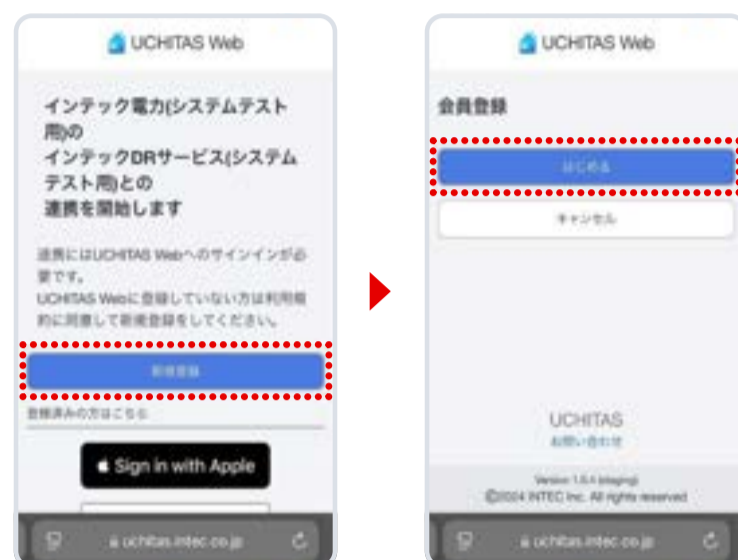 UCHITAS Web
インテック電力(システムテスト
用)の
インテックDRサービス(システム
テスト用)との
連携を開始します
連携にはUCHITAS Webへのサインインが必
要です。
UCHITAS Webに登録していない方は利用規
約に同意して新規登録をしてください。
新規登録
登録済みの方はこちら
Sign in with Apple
uchitas.intec.co.jp
UCHITAS Web
会員登録
はじめる
キャンセル
UCHITAS
お問い合わせ
Version 1.0.4 (staging)
©2024 INTEC Inc. All rights reserved
uchitas.intec.co.jp